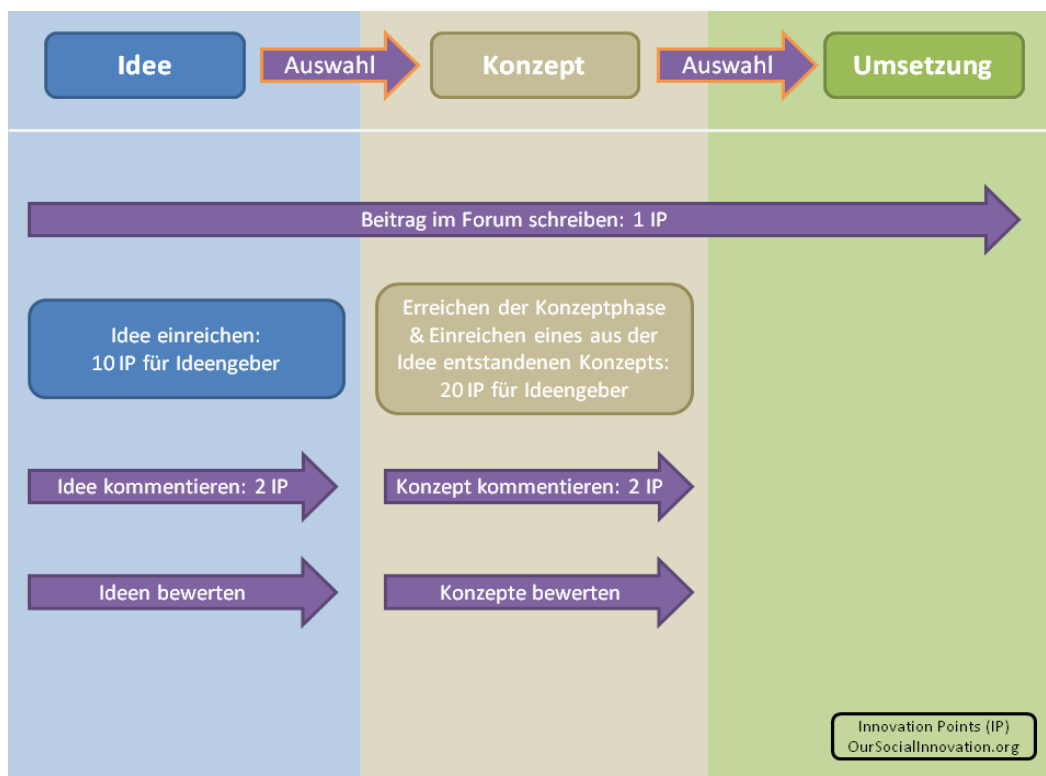 Idee
Auswahl
Konzept
Auswahl
Umsetzung
Beitrag im Forum schreiben: 1 IP
Idee einreichen:
10 IP für Ideengeber
Erreichen der Konzeptphase
& Einreichen eines aus der
Idee entstandenen Konzepts:
20 IP für Ideengeber
Idee kommentieren: 2 IP
Konzept kommentieren: 2 IP
Ideen bewerten
Konzepte bewerten
Innovation Points (IP)
OurSocialInnovation.org